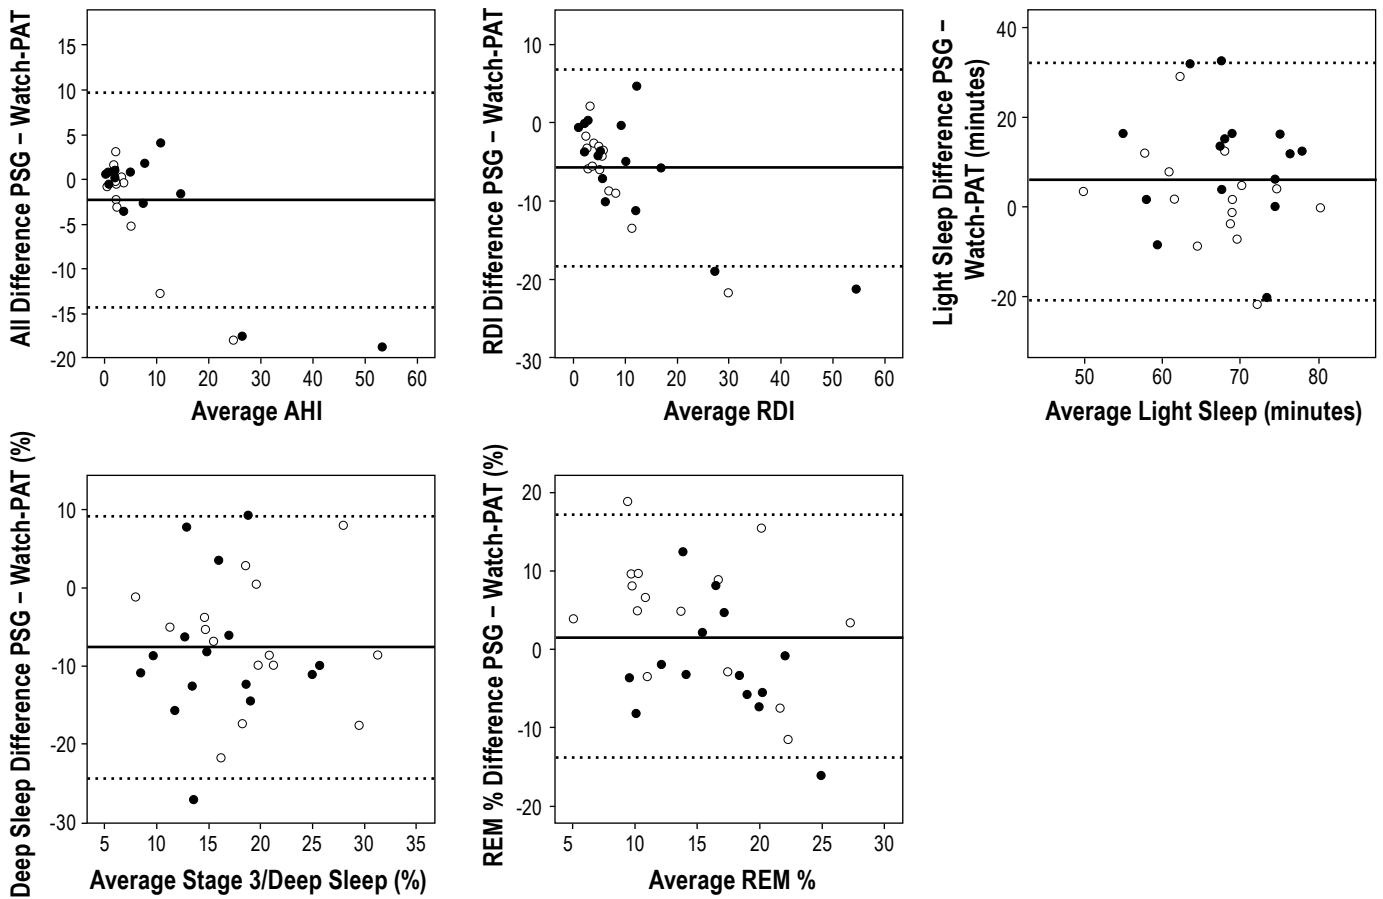 All Difference PSG – Watch-PAT
15
10
5
0
-5
-10
-15
-20
0 10 20 30 40 50 60
Average AHI
RDI Difference PSG – Watch-PAT
10
0
-10
-20
-30
0 10 20 30 40 50 60
Average RDI
Light Sleep Difference PSG –
Watch-PAT (minutes)
40
20
0
-20
50 60 70 80
Average Light Sleep (minutes)
Deep Sleep Difference PSG – Watch-PAT (%)
10
0
-10
-20
-30
5 10 15 20 25 30 35
Average Stage 3/Deep Sleep (%)
REM % Difference PSG – Watch-PAT (%)
20
10
0
-10
-20
5 10 15 20 25 30
Average REM %